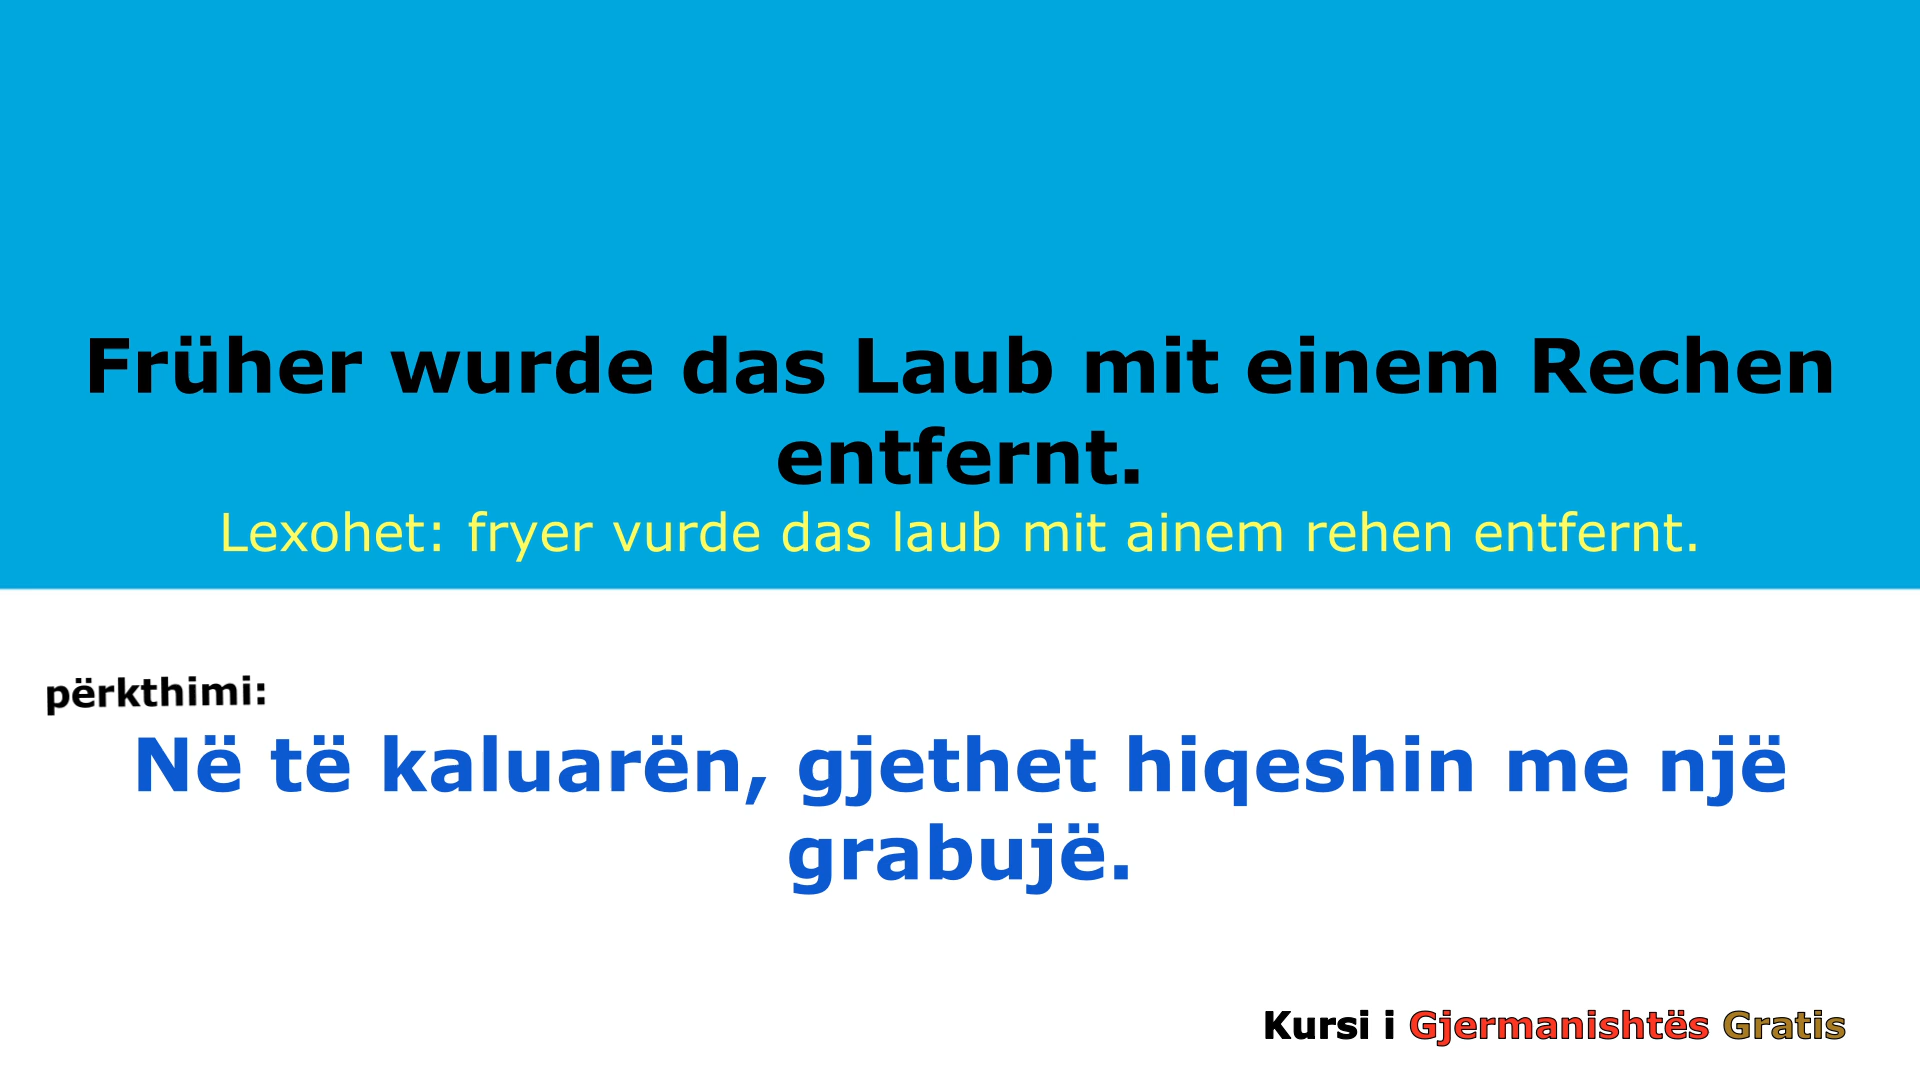 Früher wurde das Laub mit einem Rechen
entfernt.
Lexohet: fryer vurde das laub mit ainem rehen entfernt.
përkthimi:
Në të kaluarën, gjethet hiqeshin me një
grabujë.
Kursi i Gjermanishtës Gratis